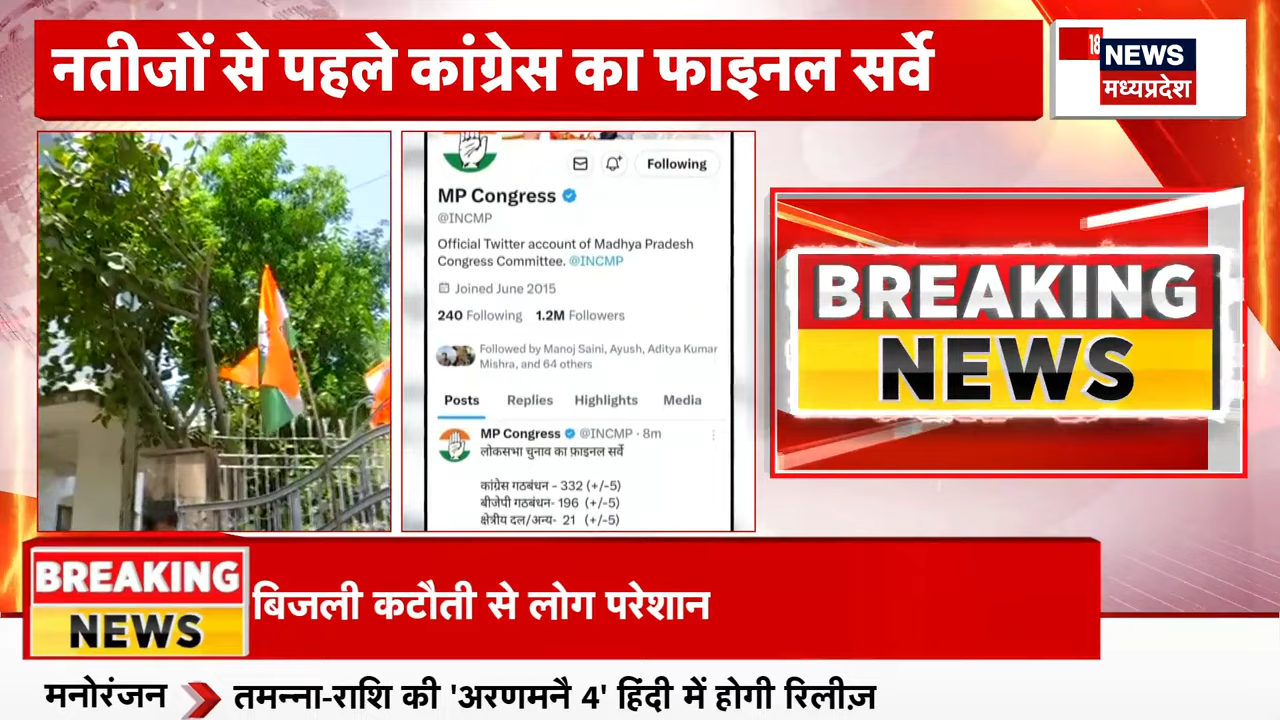 नतीजों से पहले कांग्रेस का फाइनल सर्वे
18
NEWS
मध्यप्रदेश
Following
MP Congress
@INCMP
Official Twitter account of Madhya Pradesh
Congress Committee. @INCMP
Joined June 2015
240 Following 1.2M Followers
Followed by Manoj Saini, Ayush, Aditya Kumar
Mishra, and 64 others
Posts Replies Highlights Media
MP Congress @INCMP · 8m
लोकसभा चुनाव का फ़ाइनल सर्वे
कांग्रेस गठबंधन - 332 (+/-5)
बीजेपी गठबंधन- 196 (+/-5)
क्षेत्रीय दल/अन्य- 21 (+/-5)
BREAKING
NEWS
BREAKING
NEWS
बिजली कटौती से लोग परेशान
मनोरंजन तमन्ना-राशि की 'अरणमनै 4' हिंदी में होगी रिलीज़